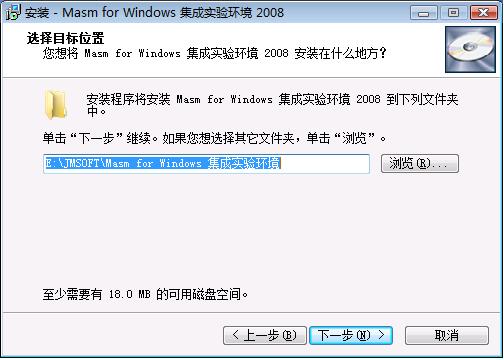 安装 - Masm for Windows 集成实验环境 2008
选择目标位置
您想将 Masm for Windows 集成实验环境 2008 安装在什么地方?
安装程序将安装 Masm for Windows 集成实验环境 2008 到下列文件夹
中。
单击“下一步”继续。如果您想选择其它文件夹，单击“浏览”。
E:\JMSOFT\Masm for Windows 集成实验环境
浏览(R)...
至少需要有 18.0 MB 的可用磁盘空间。
< 上一步(B)
下一步(N) >
取消